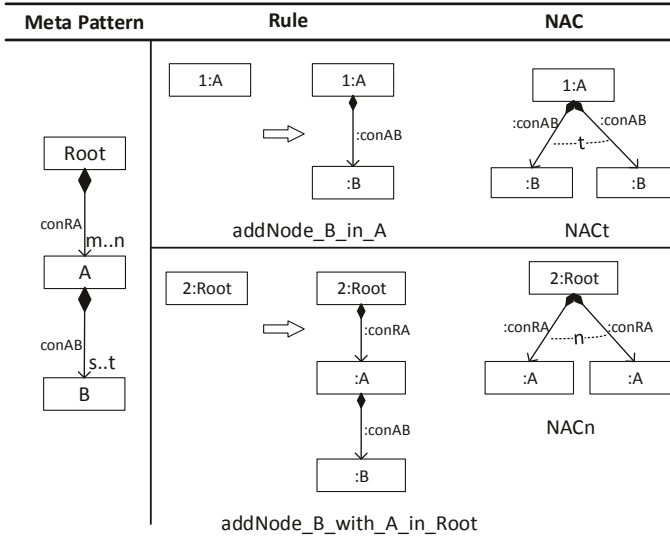 Meta Pattern Rule NAC
Root
conRA
m..n
A
conAB
s..t
B
1:A 1:A
:conAB
:B
addNode_B_in_A
1:A
:conAB :conAB
t
:B :B
NACt
2:Root 2:Root
:conRA
:A
:conAB
:B
addNode_B_with_A_in_Root
2:Root
:conRA :conRA
n
:A :A
NACn